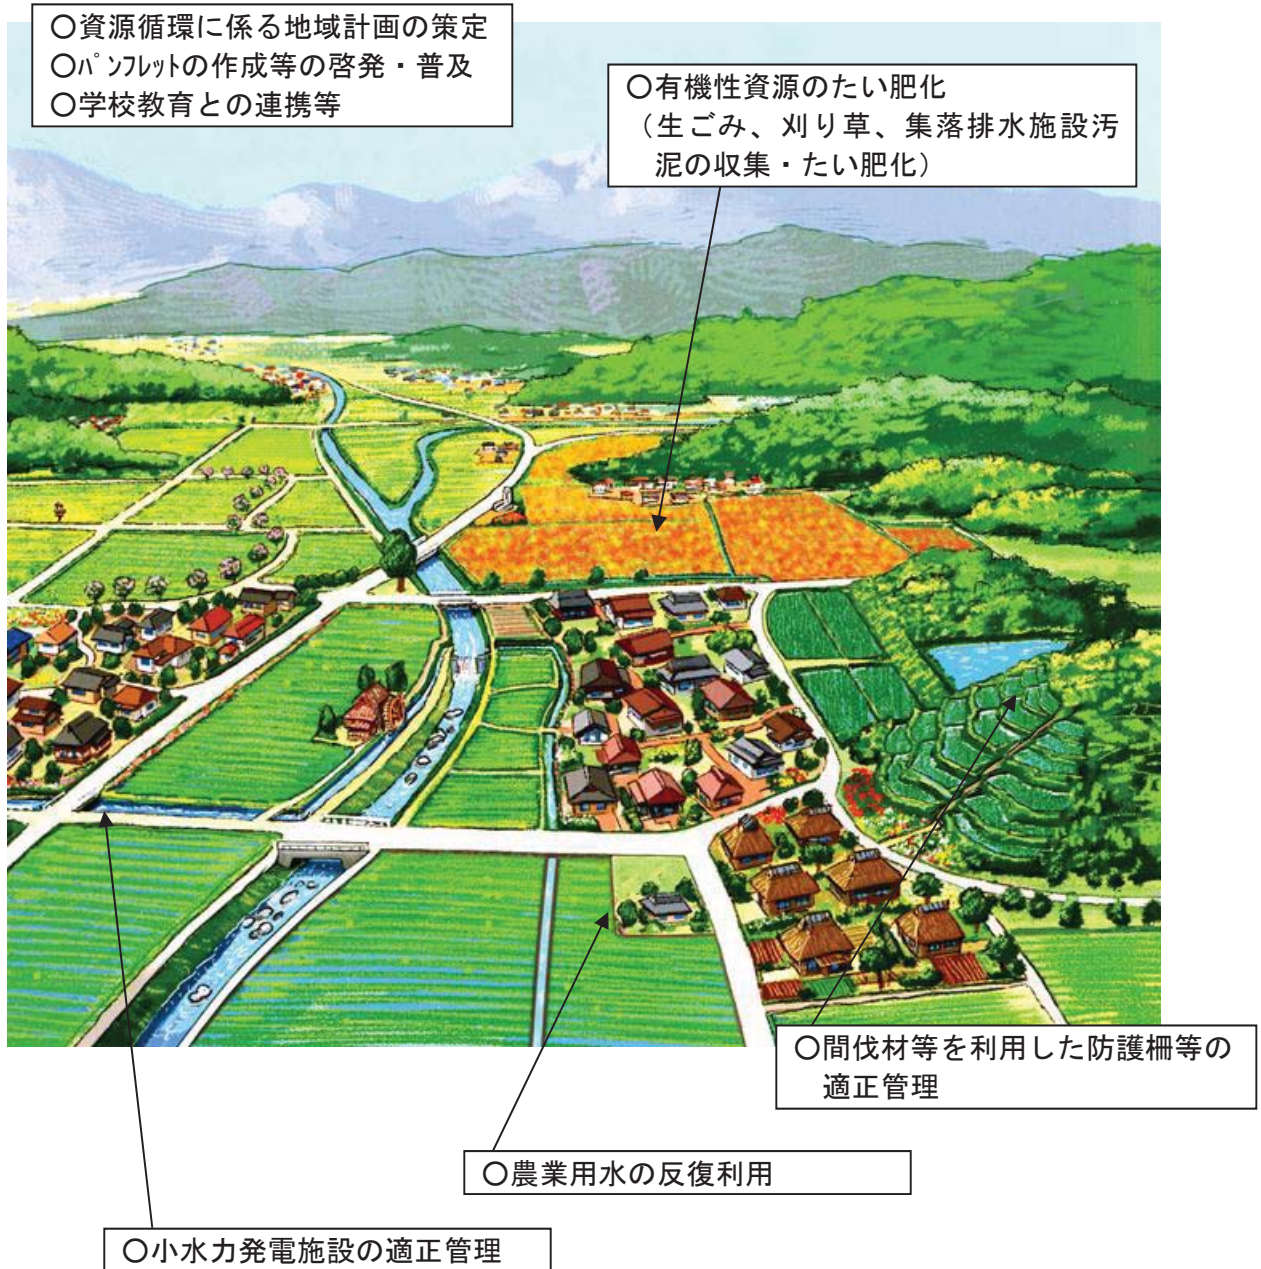 ○資源循環に係る地域計画の策定
○ﾊﾟﾝﾌﾚｯﾄの作成等の啓発・普及
○学校教育との連携等
○有機性資源のたい肥化
（生ごみ、刈り草、集落排水施設汚
泥の収集・たい肥化）
○間伐材等を利用した防護柵等の
適正管理
○農業用水の反復利用
○小水力発電施設の適正管理